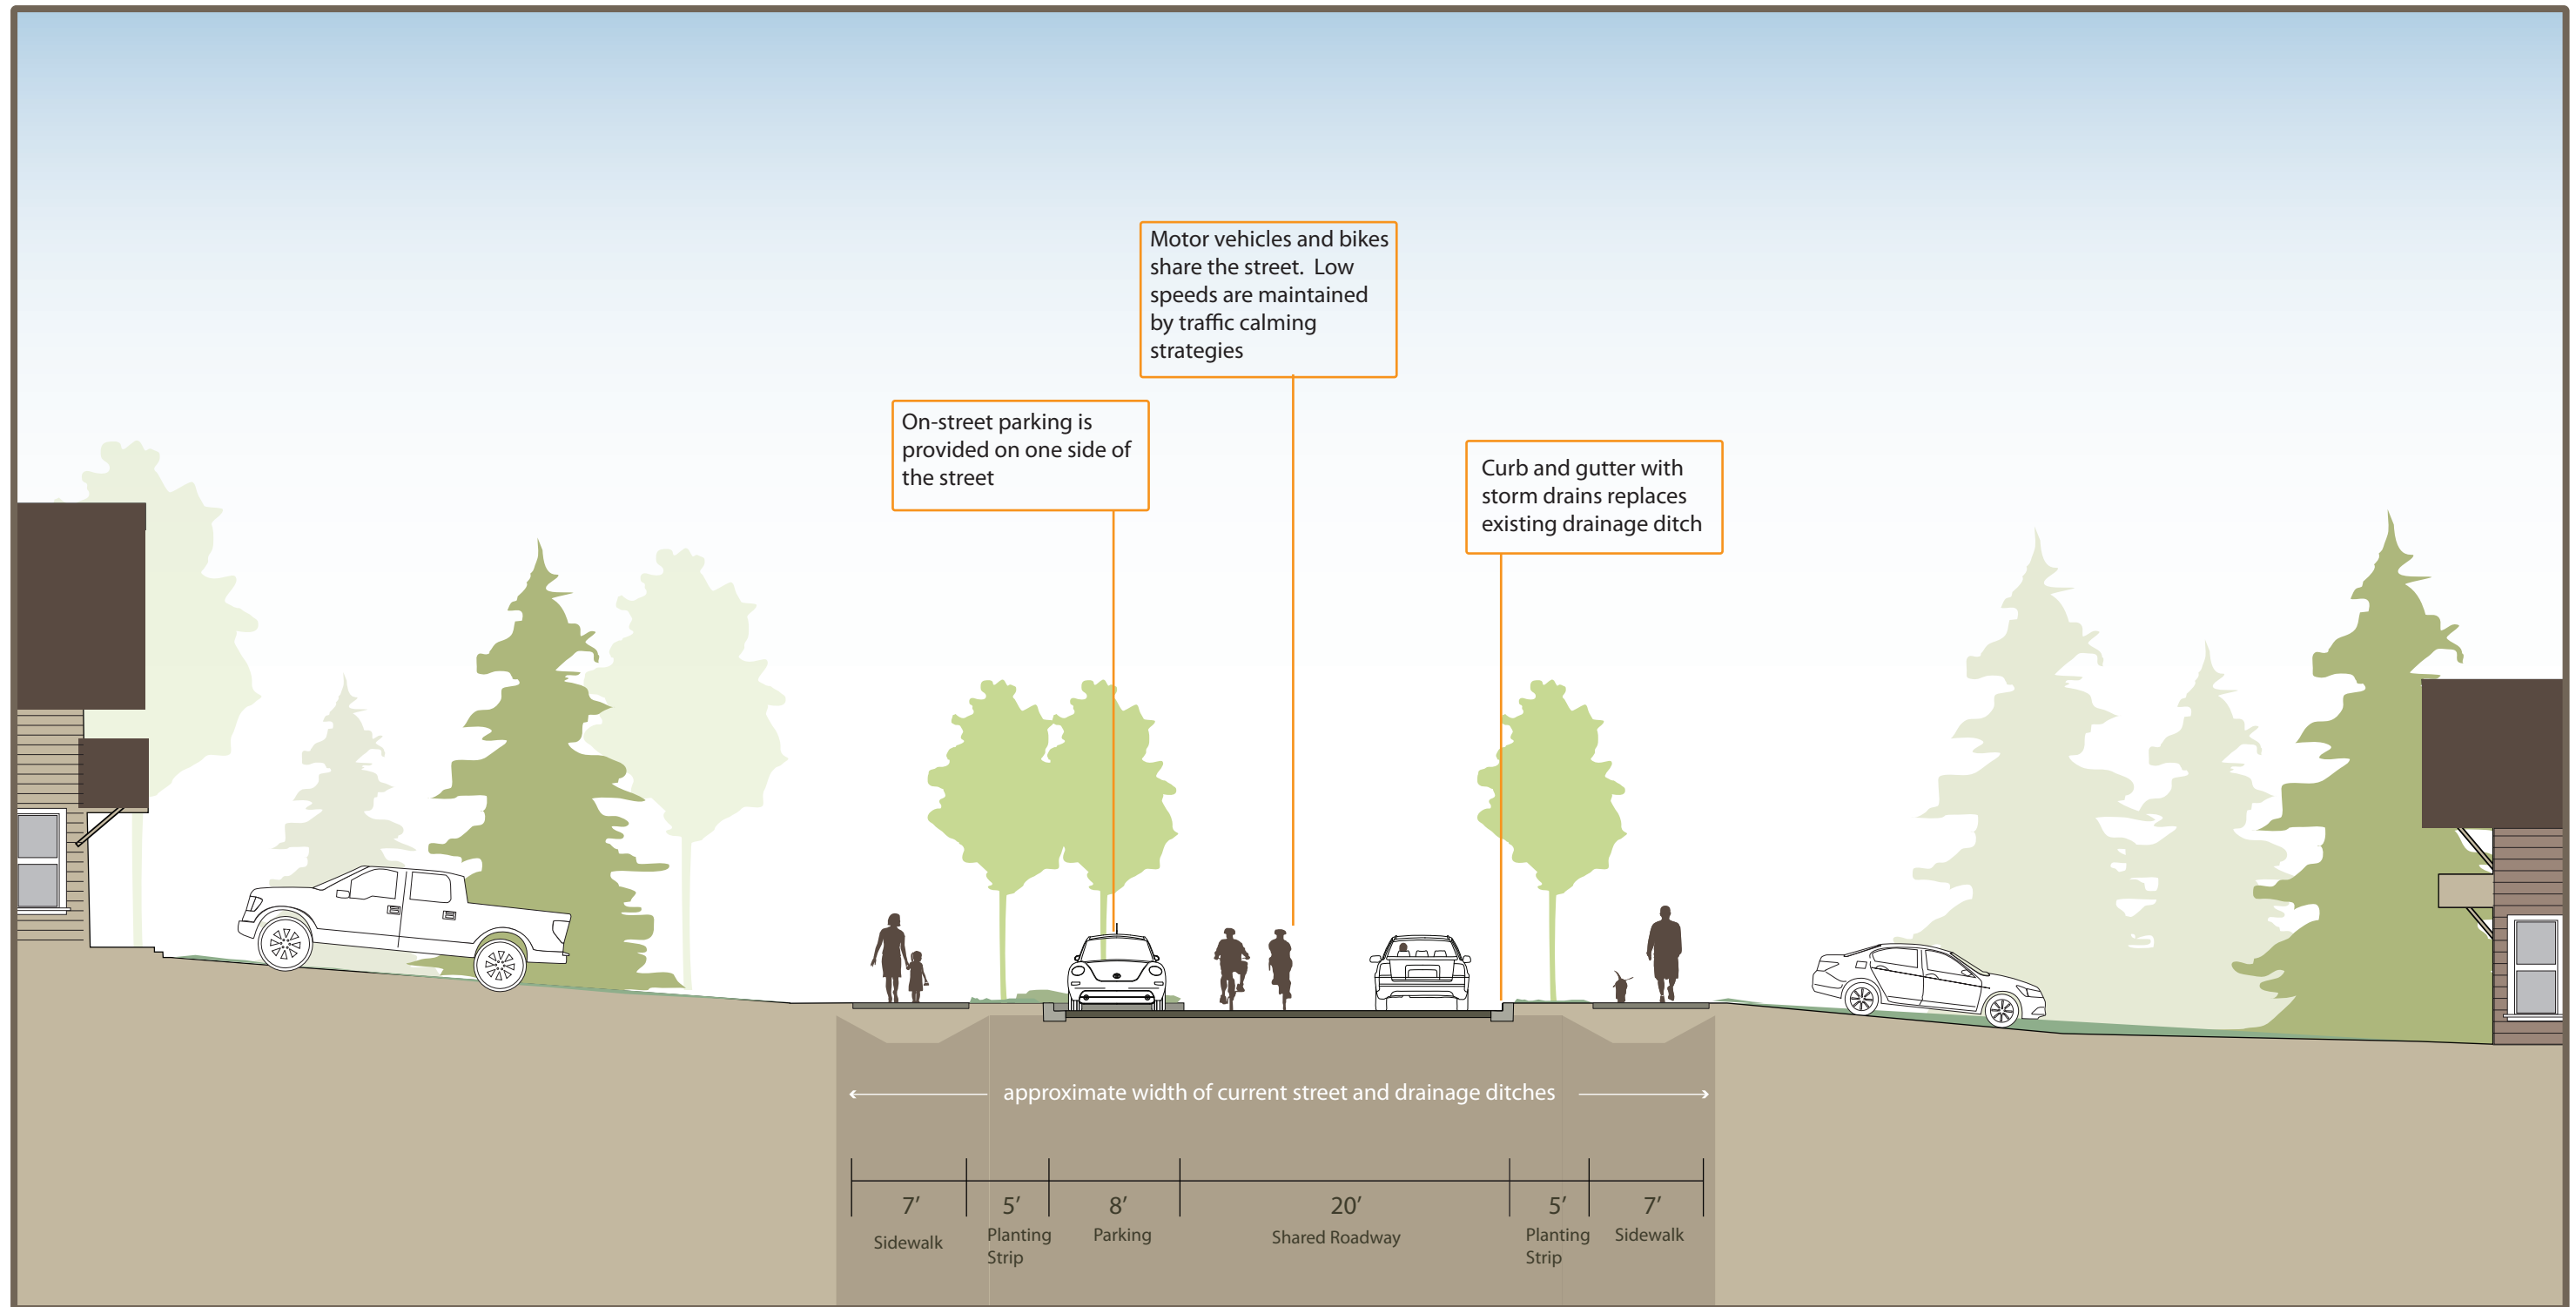 Motor vehicles and bikes
share the street.  Low
speeds are maintained
by traffic calming
strategies
On-street parking is
provided on one side of
the street
Curb and gutter with
storm drains replaces
existing drainage ditch
approximate width of current street and drainage ditches
7’ 5’ 8’ 20’ 5’ 7’
Sidewalk Planting Parking Shared Roadway Planting Sidewalk
Strip Strip